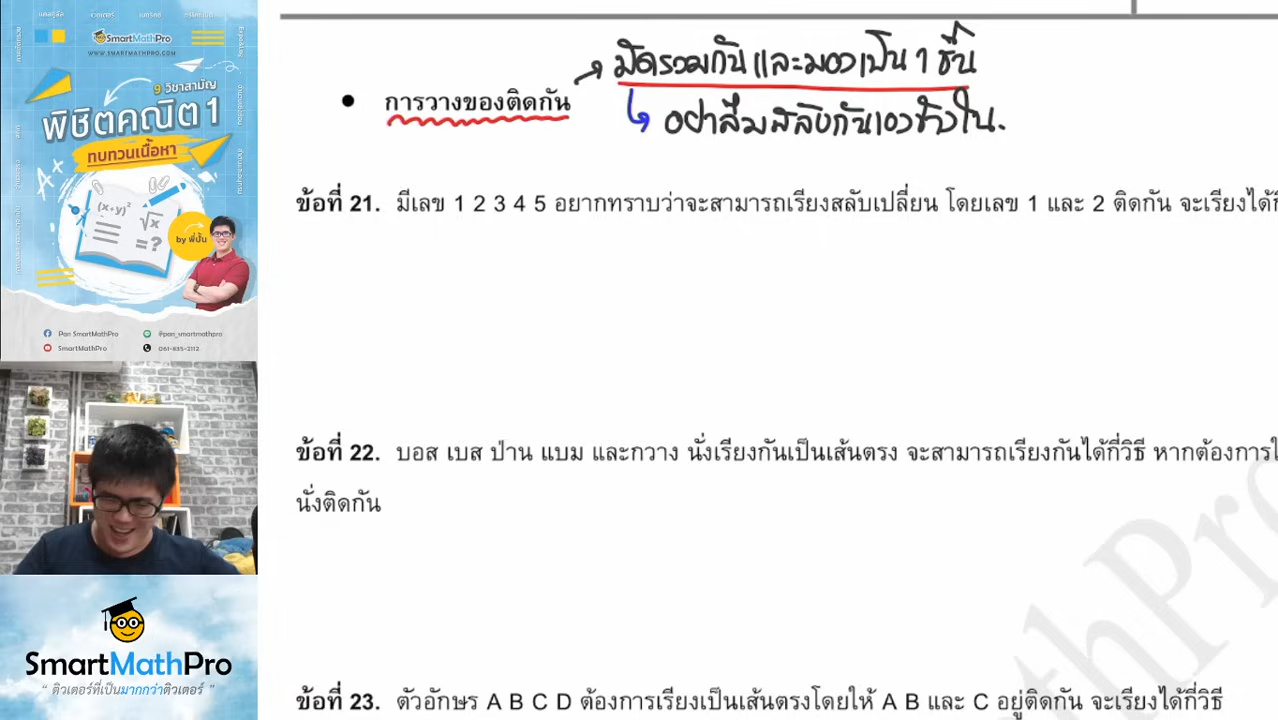 SmartMathPro
WWW.SMARTMATHPRO.COM
9 วิชาสามัญ
พิชิตคณิต 1
ทบทวนเนื้อหา
A+
(x+y)²
√x
=?
by พี่ปั้น
Pan SmartMathPro
@pan_smartmathpro
SmartMathPro
061-935-2112
SmartMathPro
“ ติวเตอร์ที่เป็นมากกว่าติวเตอร์ ”
มัดรวมกัน และมองเป็น 1 ชิ้น
• การวางของติดกัน
อย่าลืมสลับกันเองข้างใน.
ข้อที่ 21. มีเลข 1 2 3 4 5 อยากทราบว่าจะสามารถเรียงสลับเปลี่ยน โดยเลข 1 และ 2 ติดกัน จะเรียงได้
ข้อที่ 22. บอส เบส ป่าน แบม และกวาง นั่งเรียงกันเป็นเส้นตรง จะสามารถเรียงกันได้กี่วิธี หากต้องการ
นั่งติดกัน
ข้อที่ 23. ตัวอักษร A B C D ต้องการเรียงเป็นเส้นตรงโดยให้ A B และ C อยู่ติดกัน จะเรียงได้กี่วิธี